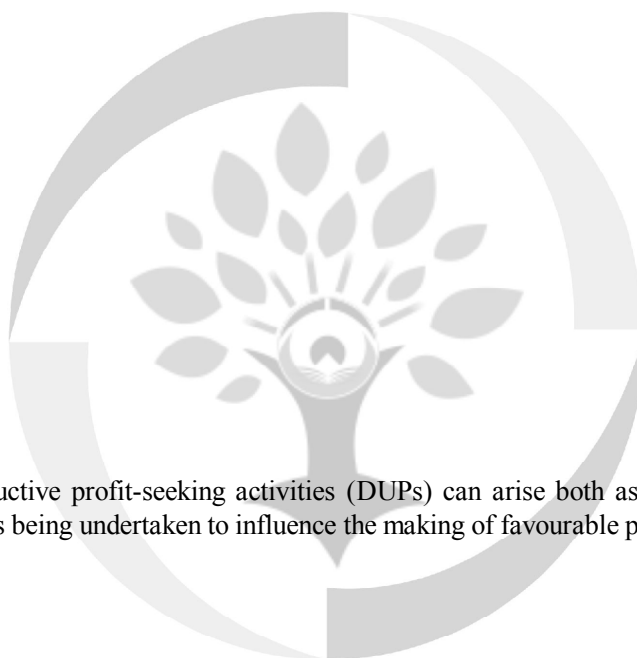 uctive profit-seeking activities (DUPs) can arise both as
s being undertaken to influence the making of favourable p